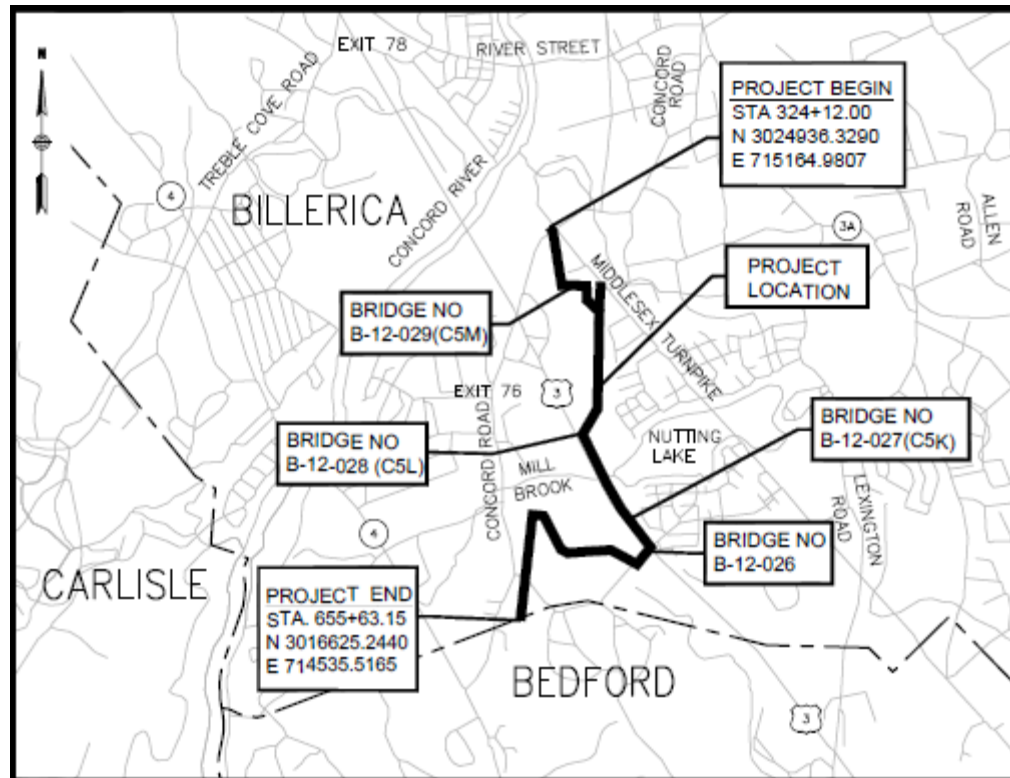 N
EXIT 78
RIVER STREET
CONCORD
ROAD
TREBLE COVE ROAD
PROJECT BEGIN
STA 324+12.00
N 3024936.3290
E 715164.9807
4
BILLERICA
CONCORD RIVER
ALLEN
ROAD
3A
MIDDLESEX TURNPIKE
PROJECT
LOCATION
BRIDGE NO
B-12-029(C5M)
EXIT 76
3
CONCORD ROAD
BRIDGE NO
B-12-027(C5K)
BRIDGE NO
B-12-028 (C5L)
NUTTING
LAKE
MILL
BROOK
LEXINGTON
ROAD
4
BRIDGE NO
B-12-026
CARLISLE
PROJECT END
STA. 655+63.15
N 3016625.2440
E 714535.5165
BEDFORD
3